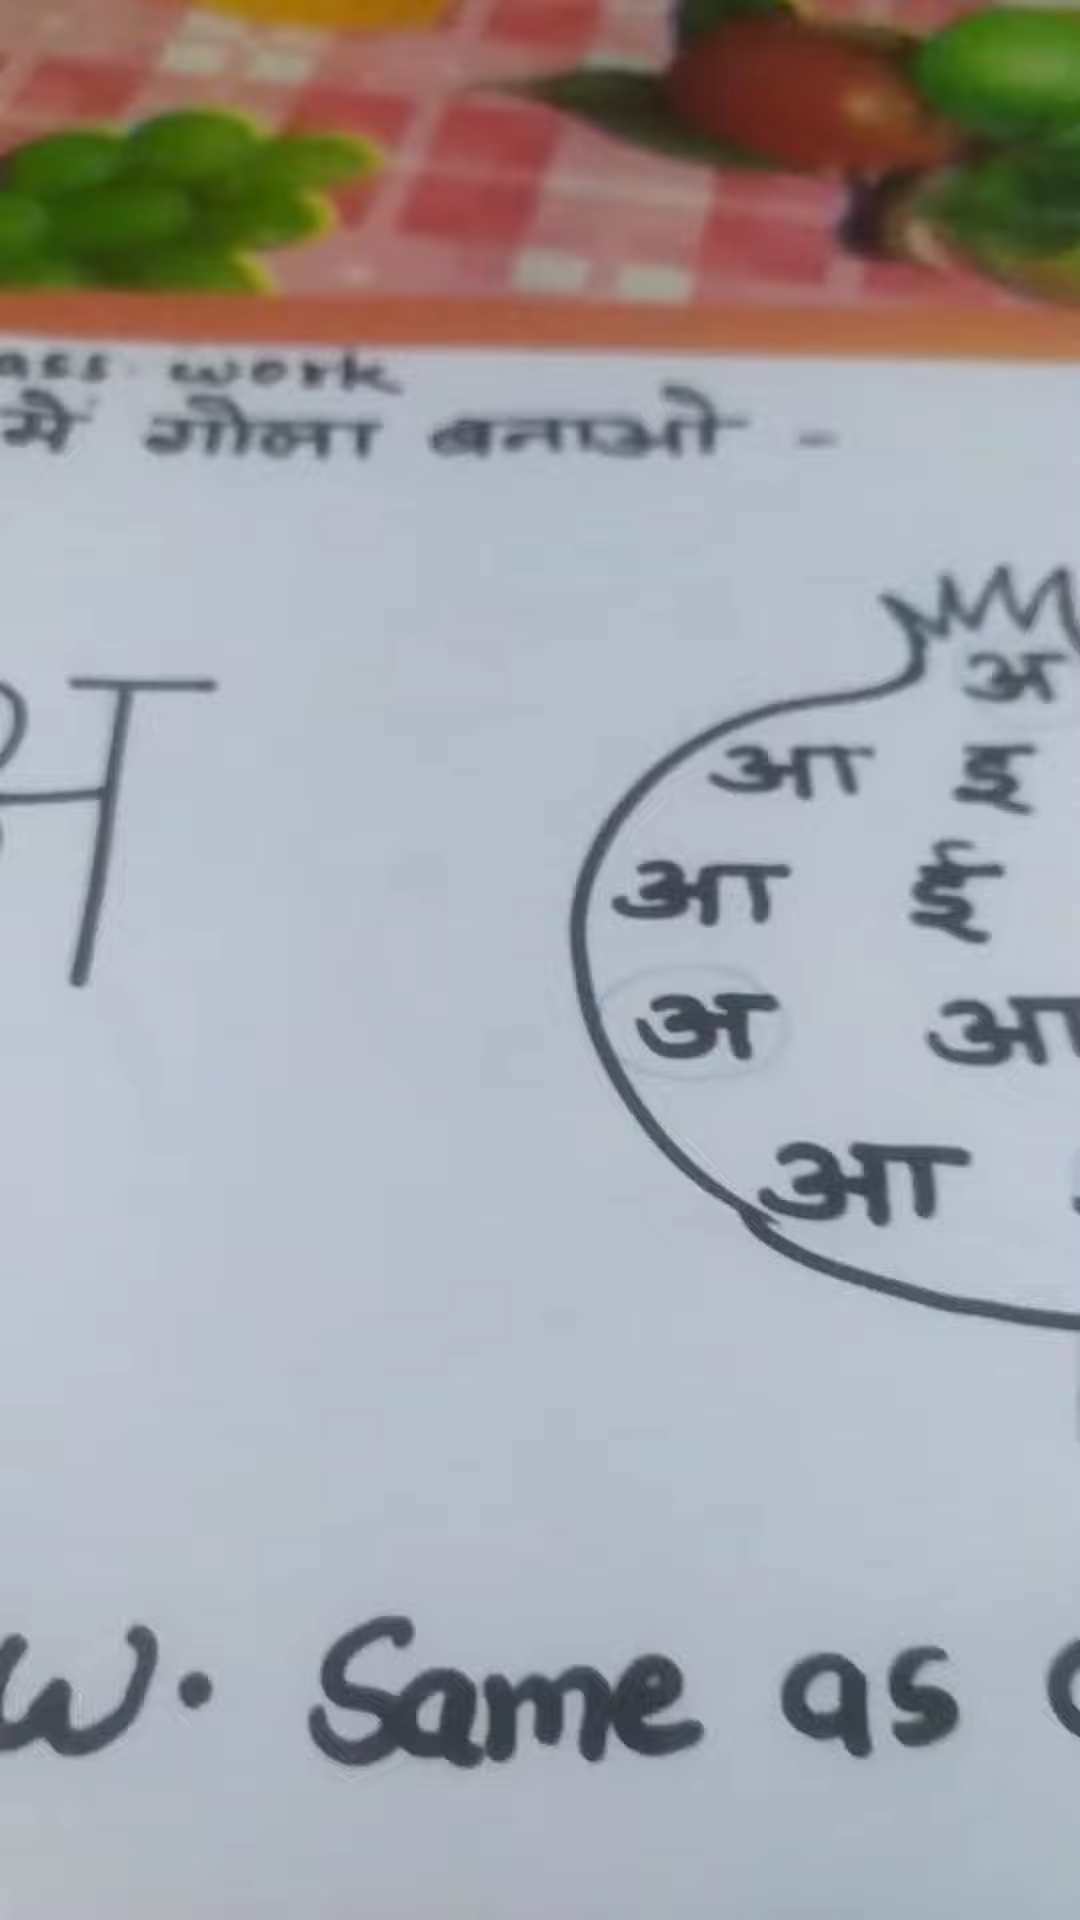 work
में गोला बनाओ -
अ
अ
आ इ
आ ई
अ आ
आ
W. Same as